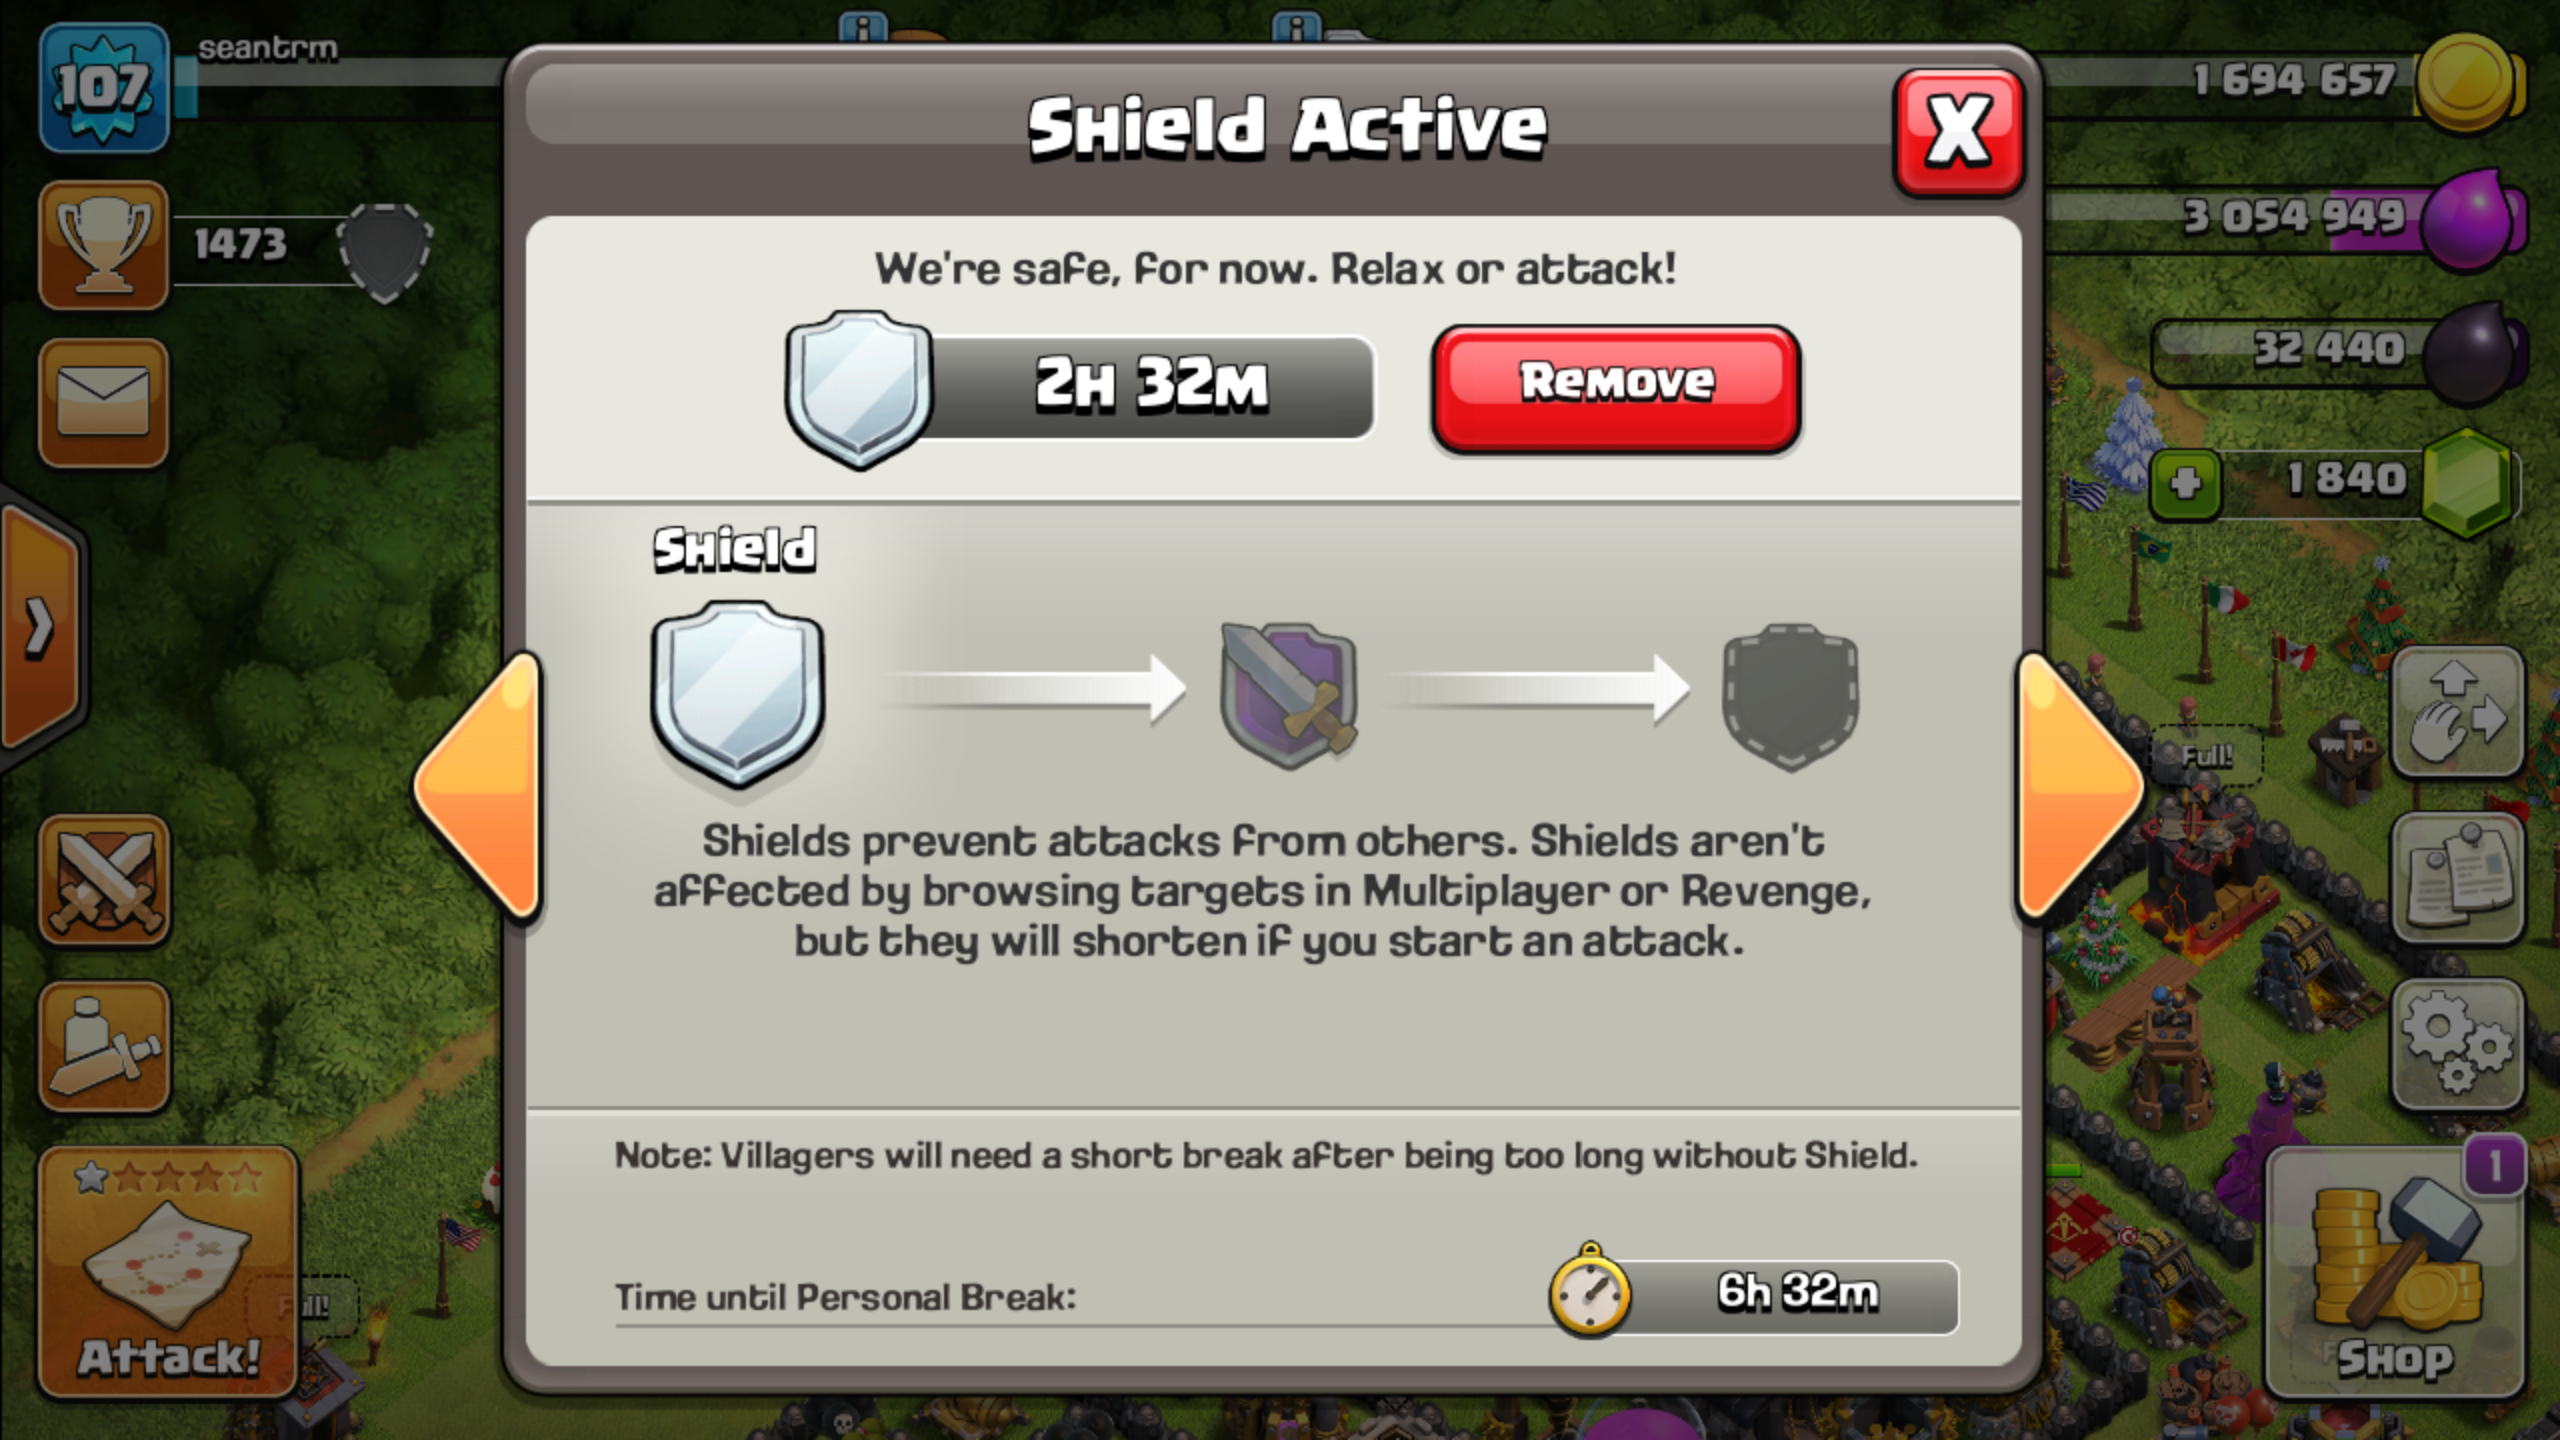 107
seantrm
1473
1 694 657
3 054 949
32 440
1 840
Shield Active
X
We're safe, for now. Relax or attack!
2H 32M
Remove
Shield
Shields prevent attacks from others. Shields aren't
affected by browsing targets in Multiplayer or Revenge,
but they will shorten if you start an attack.
Note: Villagers will need a short break after being too long without Shield.
Time until Personal Break:
6h 32m
Full!
Full!
Attack!
1
Shop